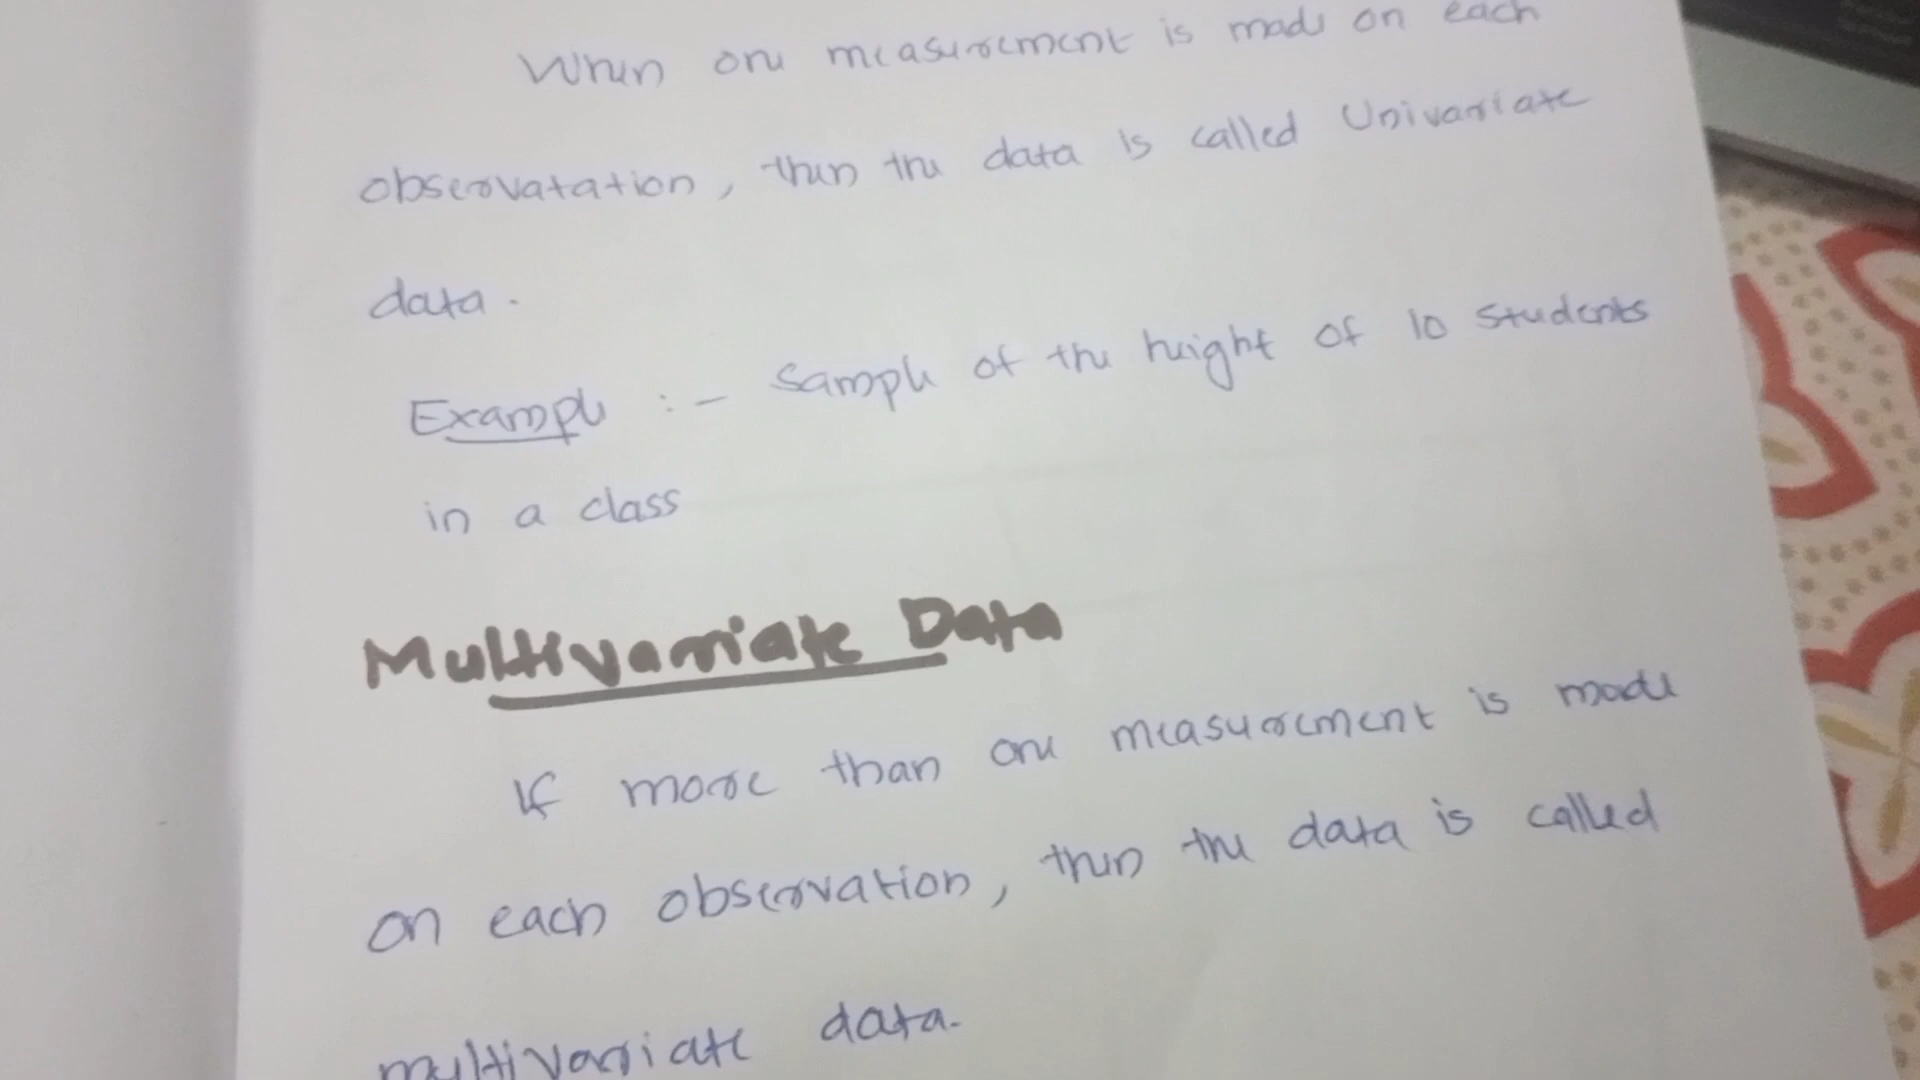 When one measurement is made on each
observatation, then the data is called Univariate
data.
Example :- Sample of the height of 10 students
in a class
Multivariate Data
If more than one measurement is made
on each observation, then the data is called
multivariate data.